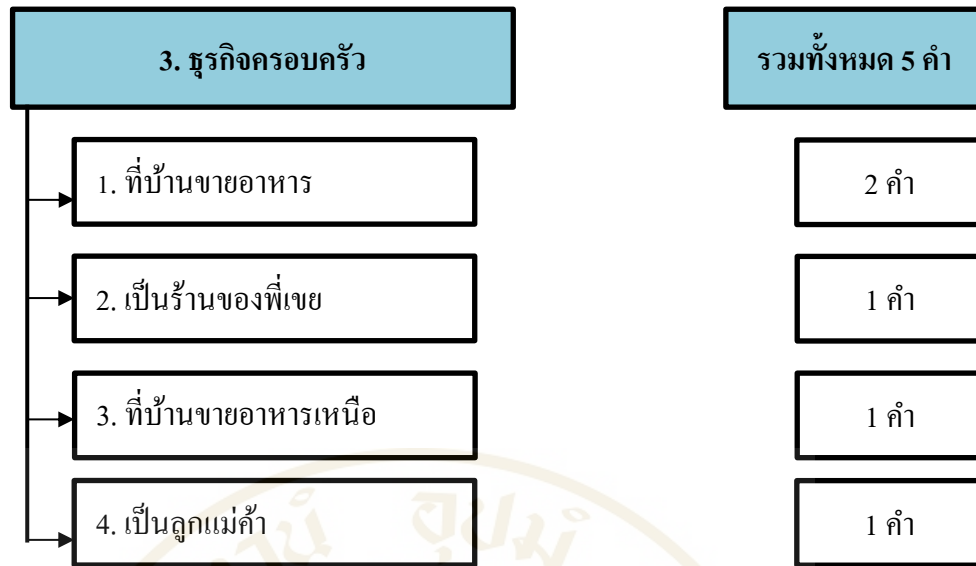 3. ธุรกิจครอบครัว
รวมทั้งหมด 5 คำ
1. ที่บ้านขายอาหาร
2 คำ
2. เป็นร้านของพี่เขย
1 คำ
3. ที่บ้านขายอาหารเหนือ
1 คำ
4. เป็นลูกแม่ค้า
1 คำ